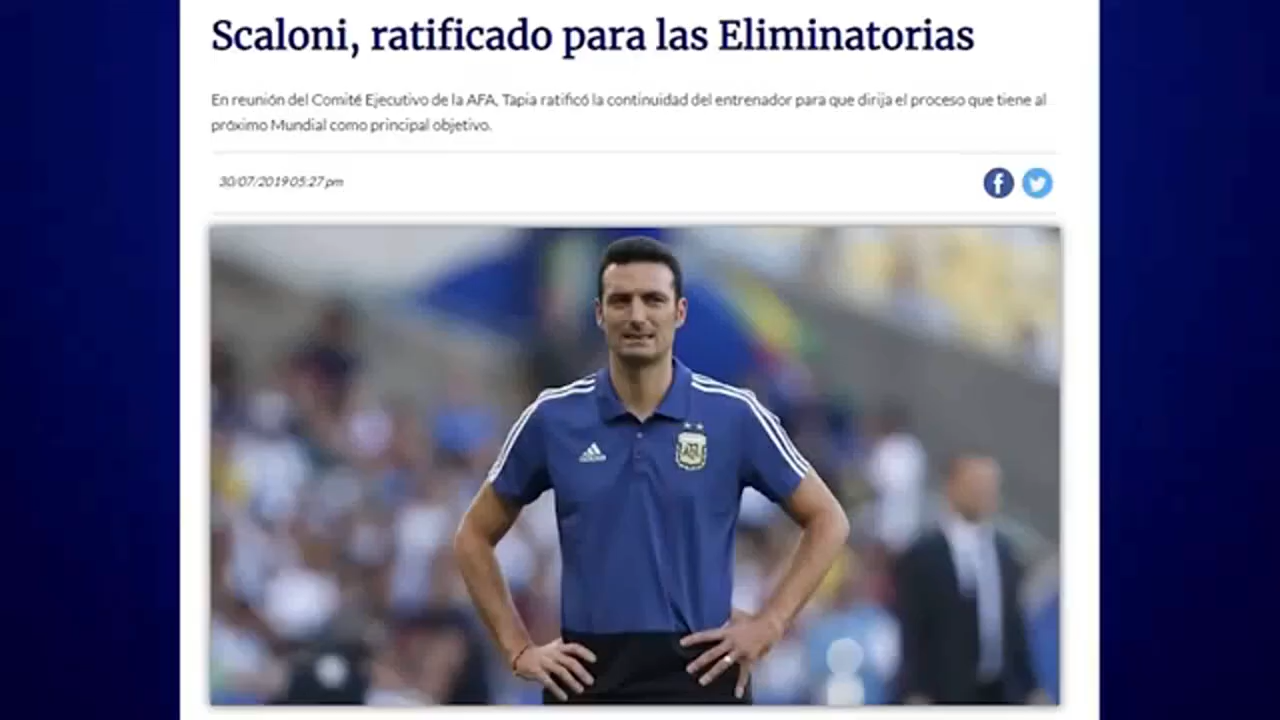 Scaloni, ratificado para las Eliminatorias
En reunión del Comité Ejecutivo de la AFA, Tapia ratificó la continuidad del entrenador para que dirija el proceso que tiene al
próximo Mundial como principal objetivo.
30/07/2019 05:27 pm
adidas